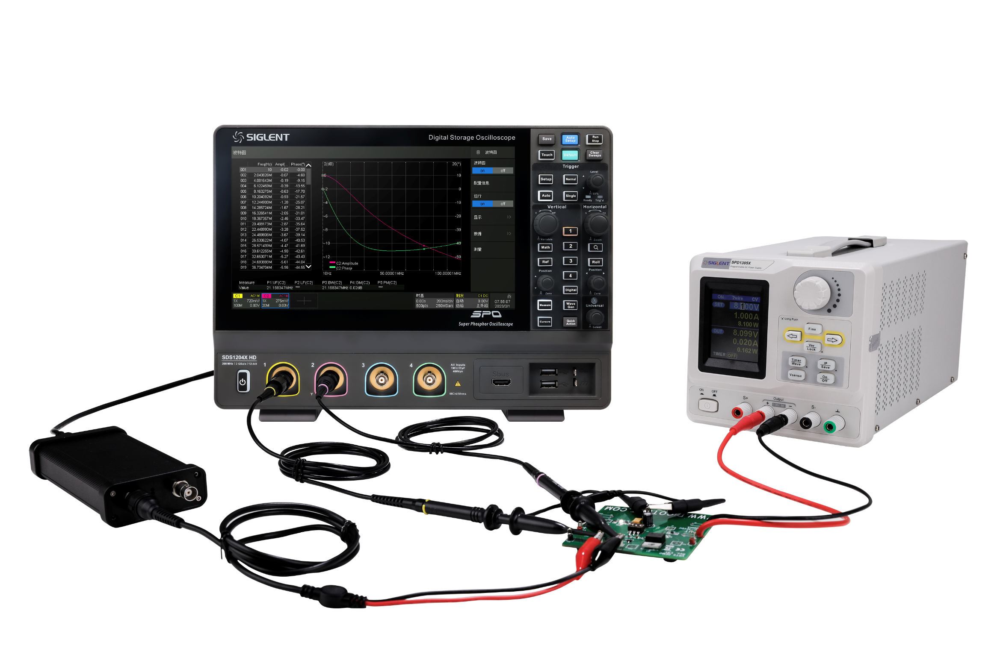 SIGLENT
Digital Storage Oscilloscope
波特图
Freq(Hz) Ampl(... Phase(°)
001 10 -0.02 -0.00
002 2.040826M -0.07 -4.60
003 4.081643M -0.19 -9.15
004 6.122459M -0.39 -13.55
005 8.163275M -0.63 -17.70
006 10.204092M -0.93 -21.57
007 12.244908M -1.28 -25.07
008 14.285724M -1.67 -28.21
009 16.326541M -2.05 -31.01
010 18.367357M -2.46 -33.47
011 20.408173M -2.87 -35.64
012 22.448990M -3.28 -37.52
013 24.489806M -3.67 -39.14
014 26.530622M -4.07 -40.53
015 28.571439M -4.47 -41.69
016 30.612255M -4.90 -42.61
017 32.653071M -5.27 -43.43
018 34.693888M -5.61 -44.04
019 36.734704M -5.96 -44.55
2(dB) 20(°)
0 10
-2 0
-4 -10
-6 -20
-8 -30
-10 -40
-12 -50
C2:Amplitude
C2:Phase
10Hz 50.00001MHz 100.00001MHz
Measure P1:UF(C2) P2:LF(C2) P3:BW(C2) P4:GM(C2) P5:PM(C2)
Value 21.158347MHz *** 21.158347MHz 0.02dB ***
波特图
波特图
on off
配置信息
运行
on off
显示
数据
测量
C1 AC1M
1X 720mV/
100M 0.00V
C2 AC1M
1X 275mV/
20M 0.00V
时基
0.00s 200ns/div
500pts 250MSa/s
触发 C1 DC
自动 0.00V
边沿 上升沿
07:55:07
2023/3/1
SPO
Super Phosphor Oscilloscope
Save
Auto Setup
Run Stop
Touch
Default
Clear Sweeps
Trigger
Setup
Normal
Level
Auto
Single
50%
Ready Trig'd
Vertical
Horizontal
V mV
s ns
1
Variable
Zoom
Math
2
Ref
3
Roll
Position
Position
4
Zero
Digital
Zero
Measure
Wave Gen
Universal
Cursors
Quick Action
Select
SDS1204X HD
200 MHz | 2 GSa/s | 12-bit
1
2
3
4
Y
All Inputs
1MΩ//17pF
400Vpk
50Ω ≤5Vrms
Sbus
SIGLENT
SPD1305X
Programmable DC Power Supply
ON 2wire CV
SET 8.100V
1.000A
8.100W
OUT 8.099V
0.020A
0.162W
TIMER OFF
Long Push
Fine
Ver
Lock
Timer
Wave
IP
Save
Vsense
On
Off
ON OFF
S+
Output
+ −
0-30V 5A
S-
.COM